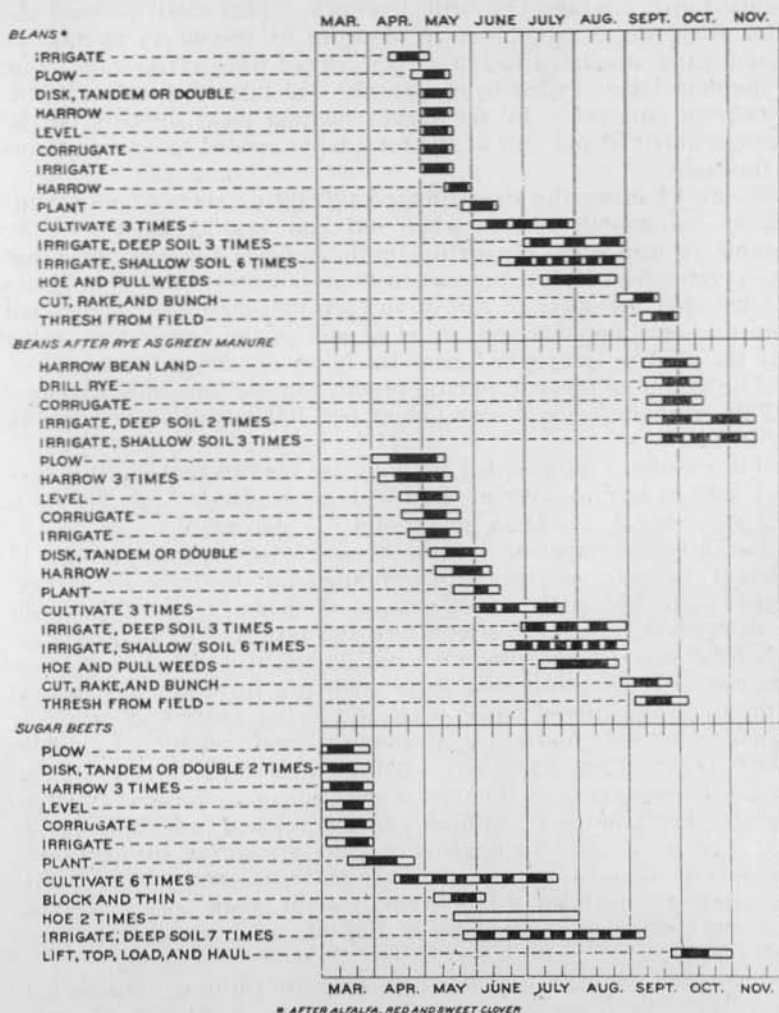 MAR. APR. MAY JUNE JULY AUG. SEPT. OCT. NOV.
BEANS *
IRRIGATE
PLOW
DISK, TANDEM OR DOUBLE
HARROW
LEVEL
CORRUGATE
IRRIGATE
HARROW
PLANT
CULTIVATE 3 TIMES
IRRIGATE, DEEP SOIL 3 TIMES
IRRIGATE, SHALLOW SOIL 6 TIMES
HOE AND PULL WEEDS
CUT, RAKE, AND BUNCH
THRESH FROM FIELD
BEANS AFTER RYE AS GREEN MANURE
HARROW BEAN LAND
DRILL RYE
CORRUGATE
IRRIGATE, DEEP SOIL 2 TIMES
IRRIGATE, SHALLOW SOIL 3 TIMES
PLOW
HARROW 3 TIMES
LEVEL
CORRUGATE
IRRIGATE
DISK, TANDEM OR DOUBLE
HARROW
PLANT
CULTIVATE 3 TIMES
IRRIGATE, DEEP SOIL 3 TIMES
IRRIGATE, SHALLOW SOIL 6 TIMES
HOE AND PULL WEEDS
CUT, RAKE, AND BUNCH
THRESH FROM FIELD
SUGAR BEETS
PLOW
DISK, TANDEM OR DOUBLE 2 TIMES
HARROW 3 TIMES
LEVEL
CORRUGATE
IRRIGATE
PLANT
CULTIVATE 6 TIMES
BLOCK AND THIN
HOE 2 TIMES
IRRIGATE, DEEP SOIL 7 TIMES
LIFT, TOP, LOAD, AND HAUL
MAR. APR. MAY JUNE JULY AUG. SEPT. OCT. NOV.
* AFTER ALFALFA, RED AND SWEET CLOVER